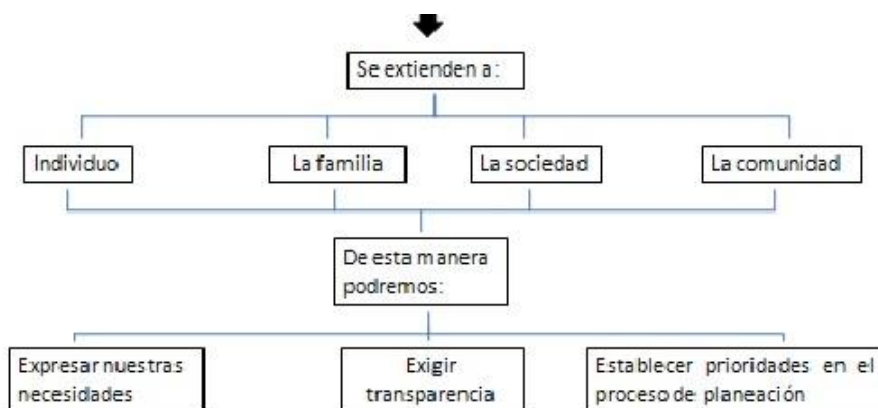 Se extienden a:
Individuo
La familia
La sociedad
La comunidad
De esta manera
podremos:
Expresar nuestras
necesidades
Exigir
transparencia
Establecer prioridades en el
proceso de planeación